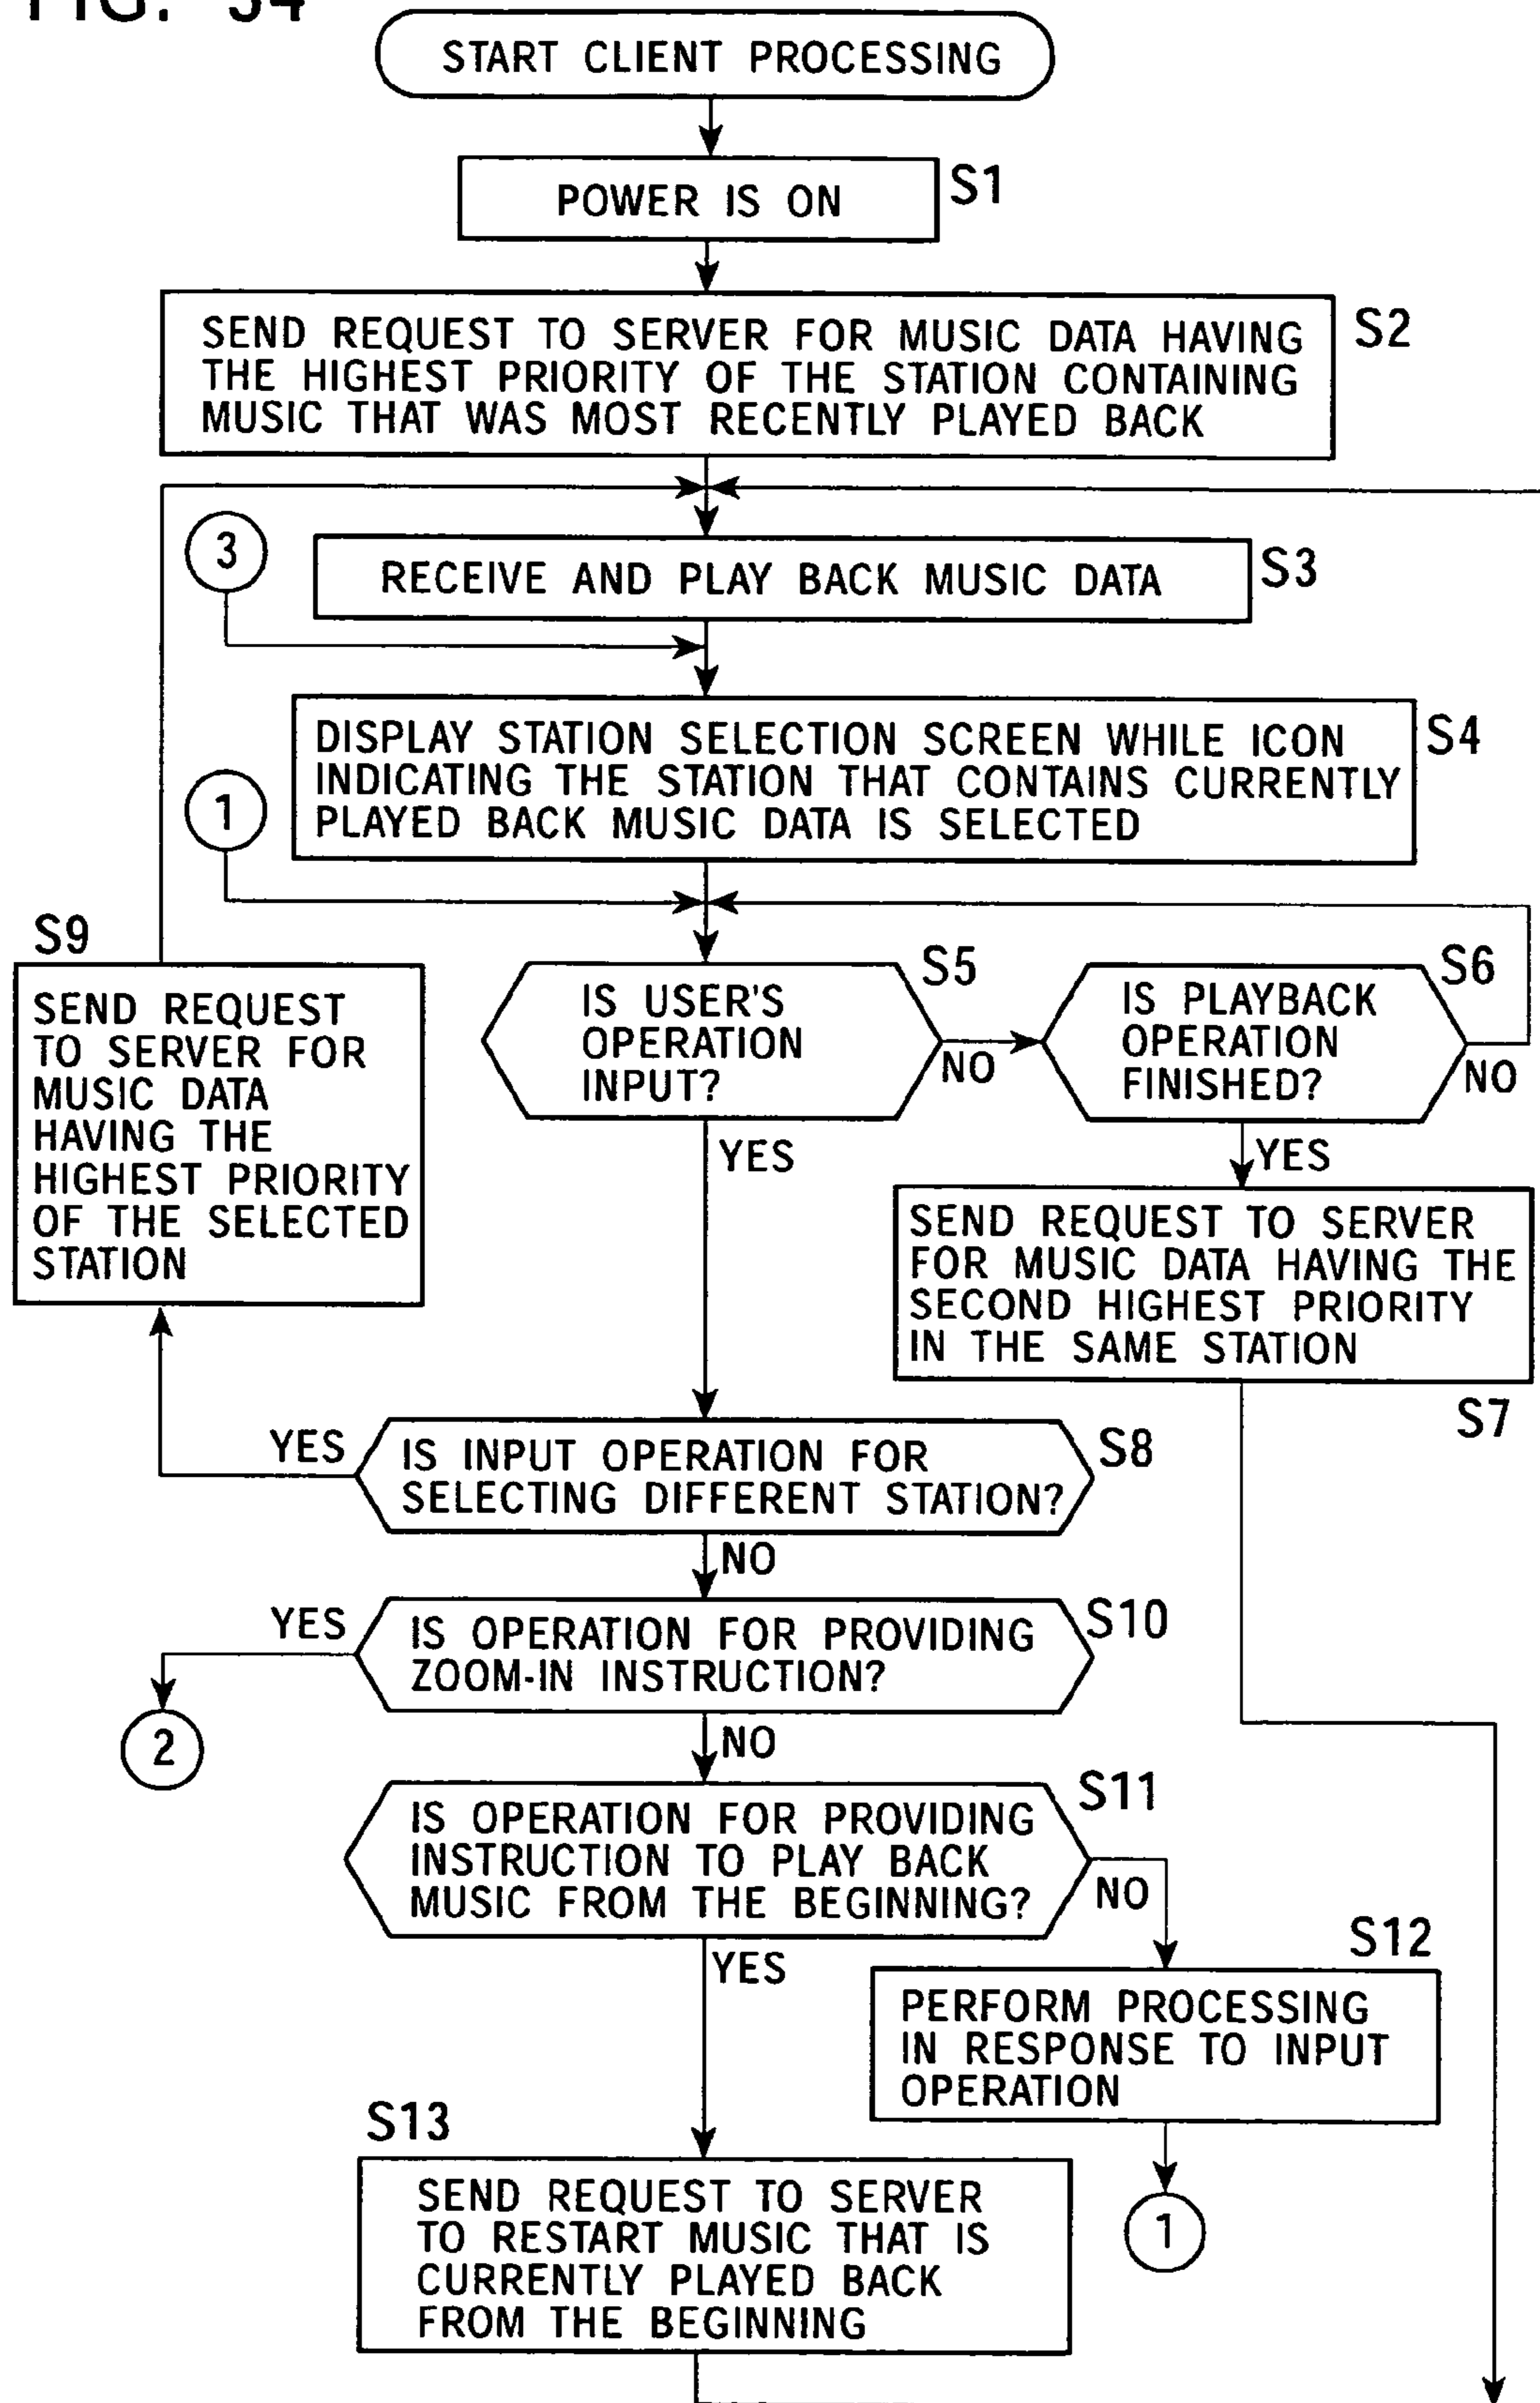 FIG. 34
START CLIENT PROCESSING
POWER IS ON
S1
SEND REQUEST TO SERVER FOR MUSIC DATA HAVING
THE HIGHEST PRIORITY OF THE STATION CONTAINING
MUSIC THAT WAS MOST RECENTLY PLAYED BACK
S2
3
RECEIVE AND PLAY BACK MUSIC DATA
S3
DISPLAY STATION SELECTION SCREEN WHILE ICON
INDICATING THE STATION THAT CONTAINS CURRENTLY
PLAYED BACK MUSIC DATA IS SELECTED
S4
1
S9
SEND REQUEST
TO SERVER FOR
MUSIC DATA
HAVING THE
HIGHEST PRIORITY
OF THE SELECTED
STATION
IS USER'S
OPERATION
INPUT?
S5
NO
YES
IS PLAYBACK
OPERATION
FINISHED?
S6
NO
YES
SEND REQUEST TO SERVER
FOR MUSIC DATA HAVING THE
SECOND HIGHEST PRIORITY
IN THE SAME STATION
S7
YES
IS INPUT OPERATION FOR
SELECTING DIFFERENT STATION?
S8
NO
YES
IS OPERATION FOR PROVIDING
ZOOM-IN INSTRUCTION?
S10
2
NO
IS OPERATION FOR PROVIDING
INSTRUCTION TO PLAY BACK
MUSIC FROM THE BEGINNING?
S11
NO
YES
S12
PERFORM PROCESSING
IN RESPONSE TO INPUT
OPERATION
1
S13
SEND REQUEST TO SERVER
TO RESTART MUSIC THAT IS
CURRENTLY PLAYED BACK
FROM THE BEGINNING